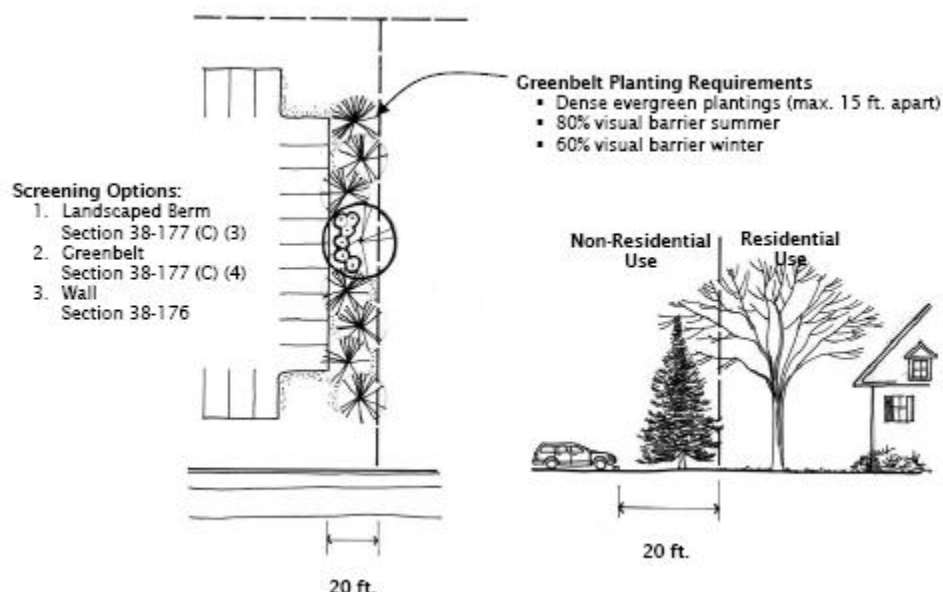 Greenbelt Planting Requirements
▪ Dense evergreen plantings (max. 15 ft. apart)
▪ 80% visual barrier summer
▪ 60% visual barrier winter
Screening Options:
1. Landscaped Berm
Section 38-177 (C) (3)
2. Greenbelt
Section 38-177 (C) (4)
3. Wall
Section 38-176
Non-Residential
Use
Residential
Use
20 ft.
20 ft.